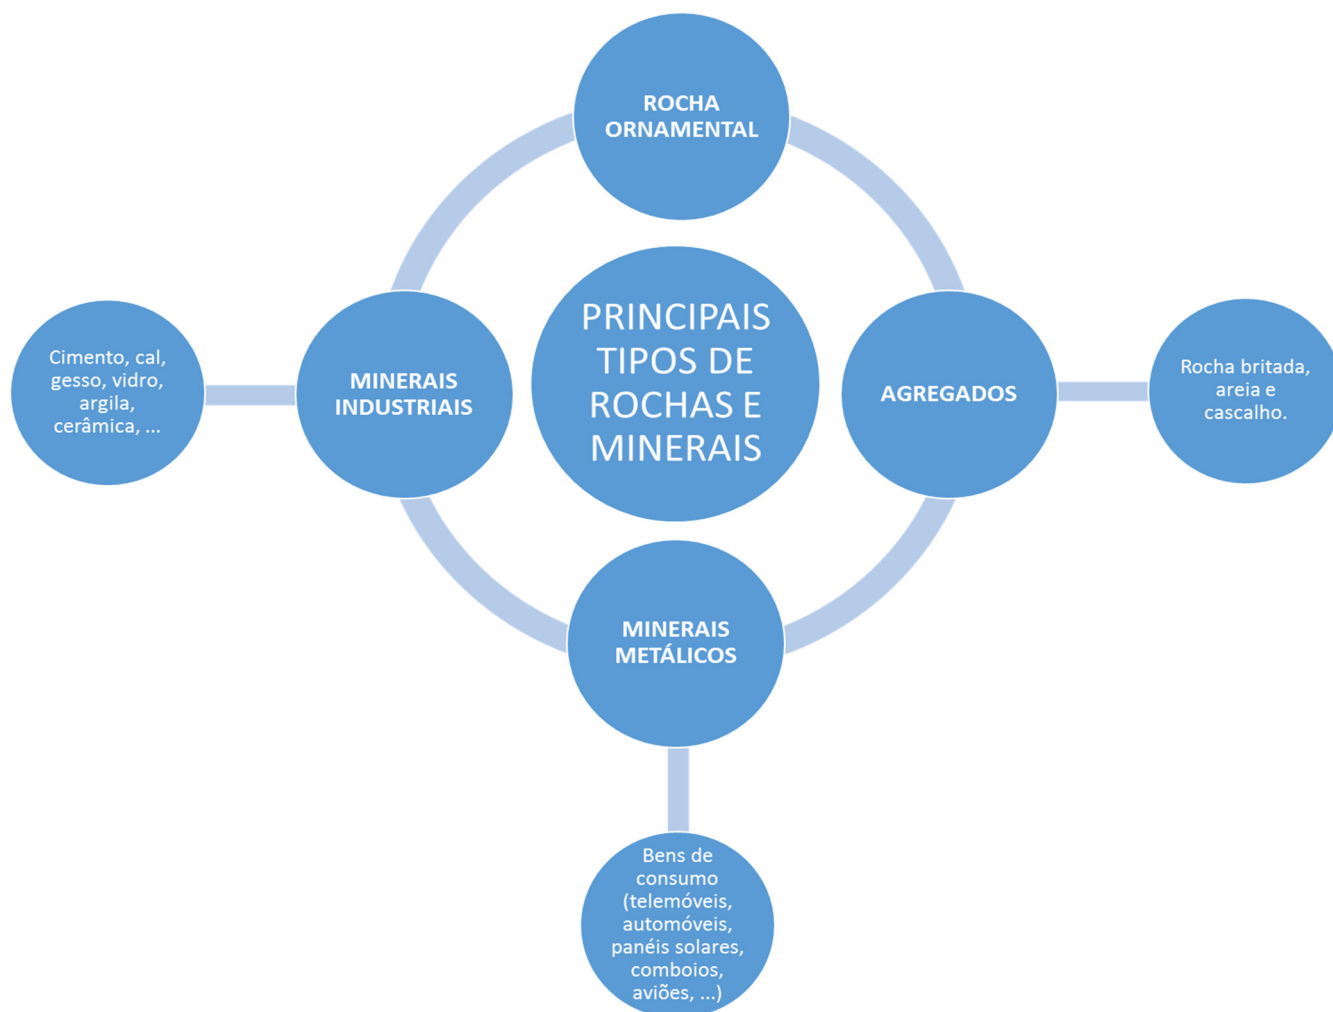 ROCHA
ORNAMENTAL
PRINCIPAIS
TIPOS DE
ROCHAS E
MINERAIS
Cimento, cal,
gesso, vidro,
argila,
cerâmica, ...
MINERAIS
INDUSTRIAIS
AGREGADOS
Rocha britada,
areia e
cascalho.
MINERAIS
METÁLICOS
Bens de
consumo
(telemóveis,
automóveis,
panéis solares,
comboios,
aviões, ...)